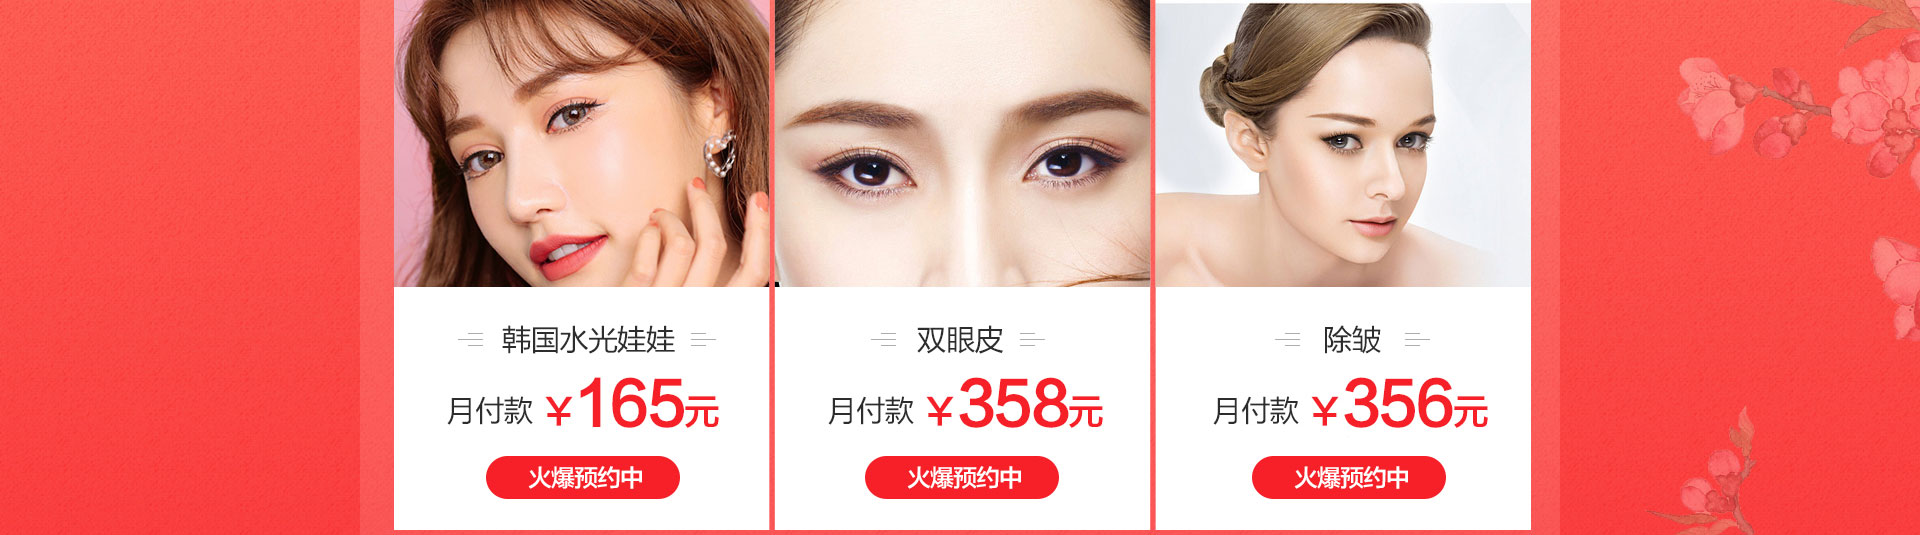 韩国水光娃娃
月付款 ￥165元
火爆预约中
双眼皮
月付款 ￥358元
火爆预约中
除皱
月付款 ￥356元
火爆预约中